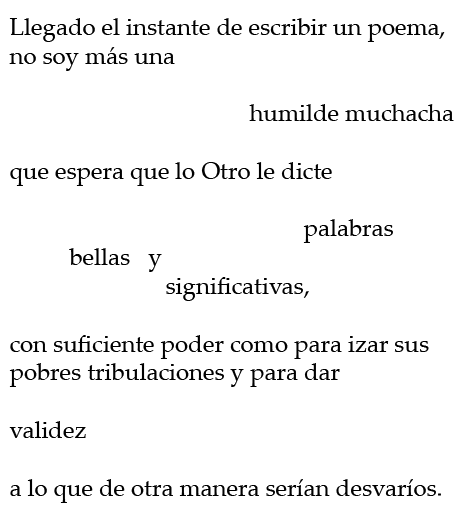 Llegado el instante de escribir un poema,
no soy más una
humilde muchacha
que espera que lo Otro le dicte
palabras
bellas y
significativas,
con suficiente poder como para izar sus
pobres tribulaciones y para dar
validez
a lo que de otra manera serían desvaríos.